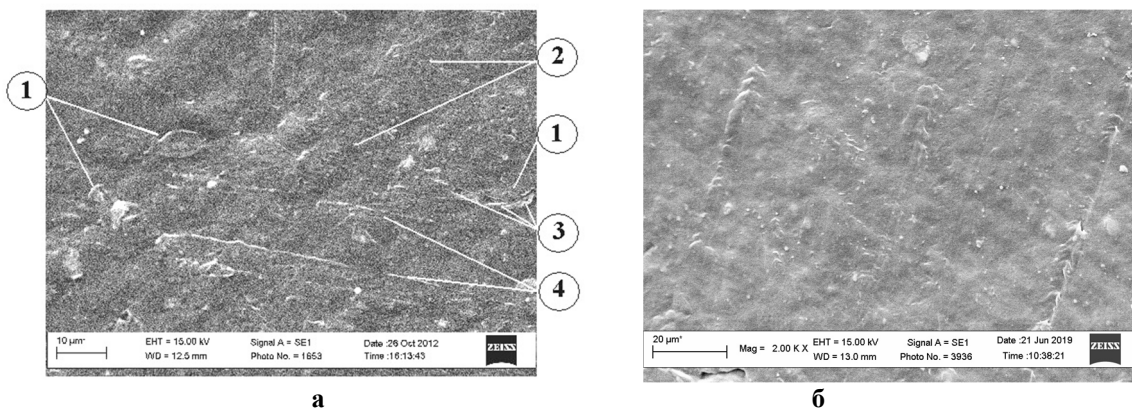 1
2
1
3
4
10 µm*
EHT = 15.00 kV
WD = 12.5 mm
Signal A = SE1
Photo No. = 1653
Date :26 Oct 2012
Time :16:13:43
ZEISS
20 µm*
Mag = 2.00 K X
EHT = 15.00 kV
WD = 13.0 mm
Signal A = SE1
Photo No. = 3936
Date :21 Jun 2019
Time :10:38:21
ZEISS
а
б